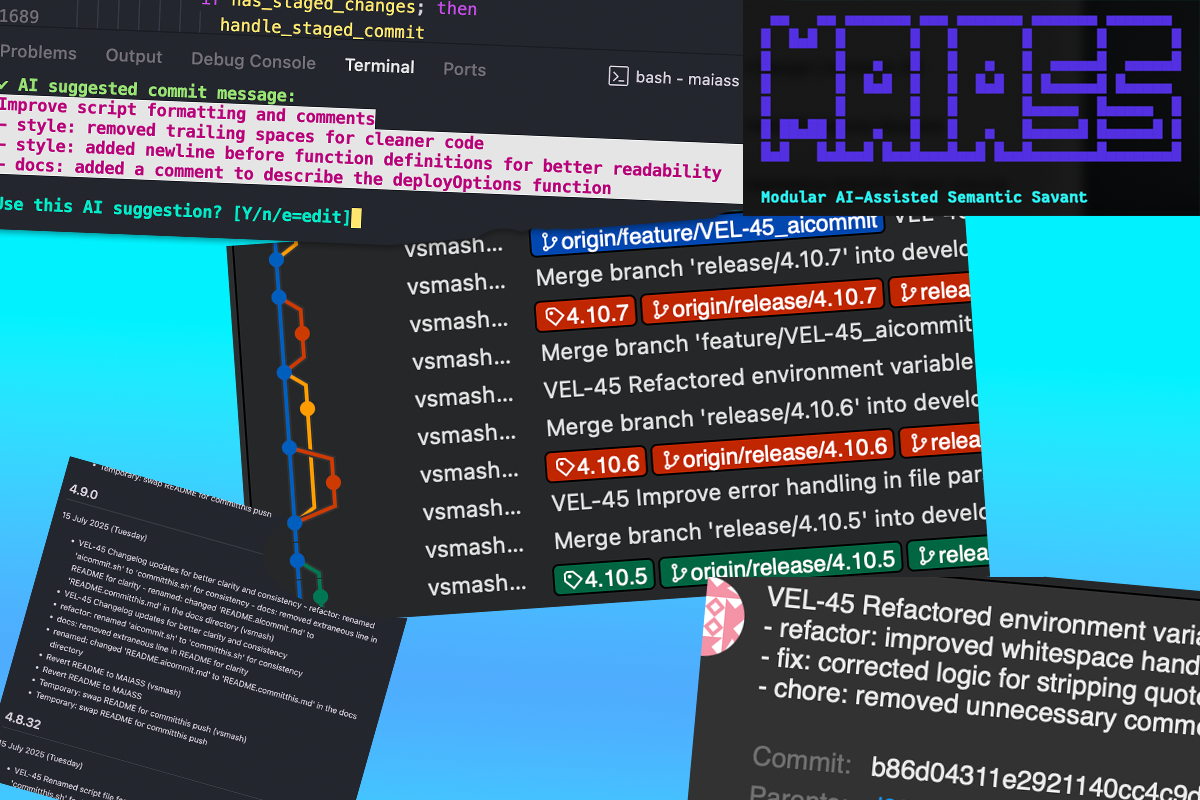 1689
if has_staged_changes; then
handle_staged_commit
Problems Output Debug Console Terminal Ports bash - maiass
✔ AI suggested commit message:
Improve script formatting and comments
- style: removed trailing spaces for cleaner code
- style: added newline before function definitions for better readability
- docs: added a comment to describe the deployOptions function
Use this AI suggestion? [Y/n/e=edit]
MAIASS
Modular AI-Assisted Semantic Savant
vsmash... origin/feature/VEL-45_aicommit
vsmash... Merge branch 'release/4.10.7' into develo
vsmash... 4.10.7 origin/release/4.10.7 relea
vsmash... Merge branch 'feature/VEL-45_aicommit
vsmash... VEL-45 Refactored environment variable
vsmash... Merge branch 'release/4.10.6' into develo
vsmash... 4.10.6 origin/release/4.10.6 relea
vsmash... VEL-45 Improve error handling in file par
vsmash... Merge branch 'release/4.10.5' into develo
vsmash... 4.10.5 origin/release/4.10.5 relea
• Temporary: swap README for committhis push
4.9.0
15 July 2025 (Tuesday)
• VEL-45 Changelog updates for better clarity and consistency - refactor: renamed
'aicommit.sh' to 'committhis.sh' for consistency - docs: removed extraneous line in
README for clarity - renamed: changed 'README.aicommit.md' to
'README.committhis.md' in the docs directory (vsmash)
• VEL-45 Changelog updates for better clarity and consistency
• refactor: renamed 'aicommit.sh' to 'committhis.sh' for consistency
• docs: removed extraneous line in README for clarity
• renamed: changed 'README.aicommit.md' to 'README.committhis.md' in the docs
directory
• Revert README to MAIASS (vsmash)
• Revert README to MAIASS
• Temporary: swap README for committhis push (vsmash)
• Temporary: swap README for committhis push
4.8.32
15 July 2025 (Tuesday)
• VEL-45 Renamed script file
VEL-45 Refactored environment varia
- refactor: improved whitespace hand
- fix: corrected logic for stripping quot
- chore: removed unnecessary comme
Commit: b86d04311e2921140cc4c9